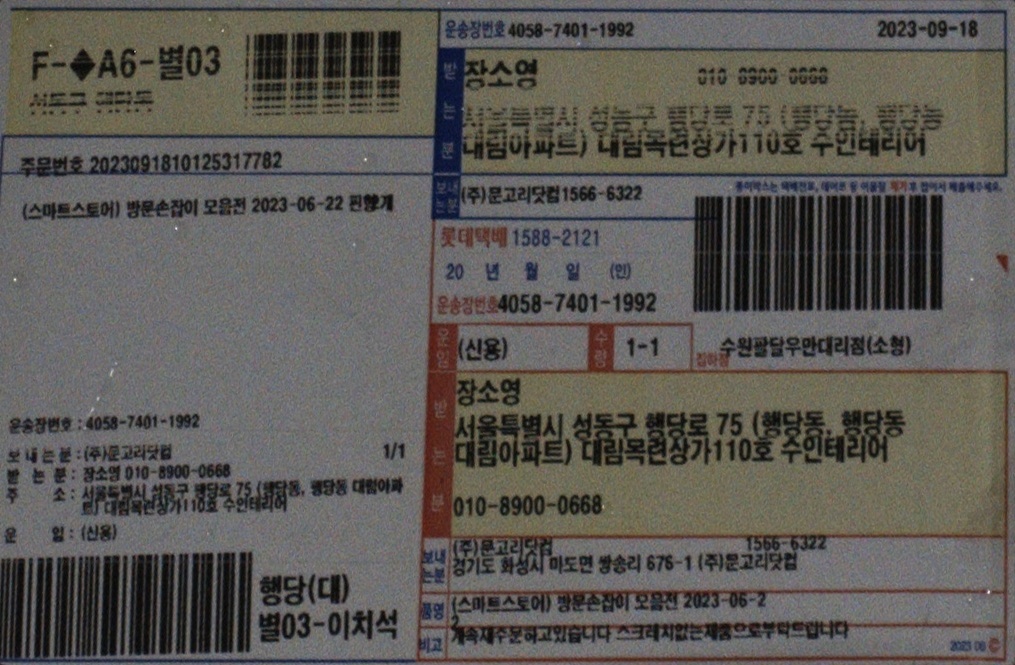 F-◆A6-별03
성동구 행당동
주문번호 20230918101253​17782
(스마트스토어) 방문손잡이 모음전 2023-06-22 핀향계
운송장번호 : 4058-7401-1992
보내는분 : (주)문고리닷컴 1/1
받 는 분 : 장소영 010-8900-0668
주 소 : 서울특별시 성동구 행당로 75 (행당동, 행당동 대림아파
트) 대림목련상가110호 수인테리어
운 임 : (신용)
행당(대)
별03-이치석
운송장번호 4058-7401-1992 2023-09-18
받는분
장소영 010 8900 0668
서울특별시 성동구 행당로 75 (행당동, 행당동
대림아파트) 대림목련상가110호 수인테리어
보내는분 (주)문고리닷컴1566-6322
롯데택배 1588-2121
20 년 월 일 (인)
운송장번호4058-7401-1992
운임 (신용) 수량 1-1 집하점 수원팔달우만대리점(소형)
받는분
장소영
서울특별시 성동구 행당로 75 (행당동, 행당동
대림아파트) 대림목련상가110호 수인테리어
010-8900-0668
보내는분
(주)문고리닷컴 1566-6322
경기도 화성시 마도면 쌍송리 676-1 (주)문고리닷컴
품명 (스마트스토어) 방문손잡이 모음전 2023-06-2
2
비고 계속재주문하고있습니다 스크래치없는제품으로부탁드립니다